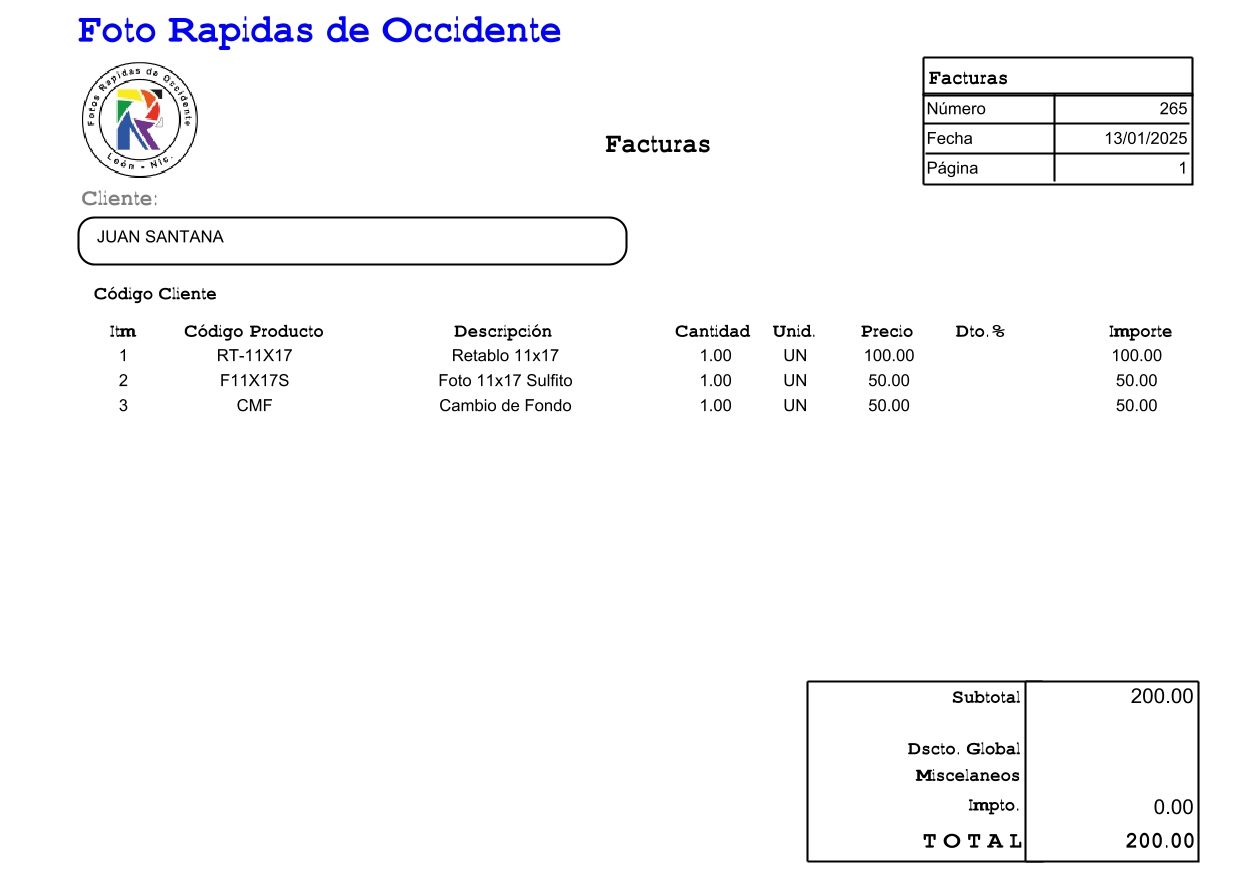 Foto Rapidas de Occidente
Fotos Rapidas de Occidente
León - Nic.
Facturas
Facturas
Número 265
Fecha 13/01/2025
Página 1
Cliente:
JUAN SANTANA
Código Cliente
Itm Código Producto Descripción Cantidad Unid. Precio Dto.% Importe
1 RT-11X17 Retablo 11x17 1.00 UN 100.00 100.00
2 F11X17S Foto 11x17 Sulfito 1.00 UN 50.00 50.00
3 CMF Cambio de Fondo 1.00 UN 50.00 50.00
Subtotal 200.00
Dscto. Global
Miscelaneos
Impto. 0.00
TOTAL 200.00